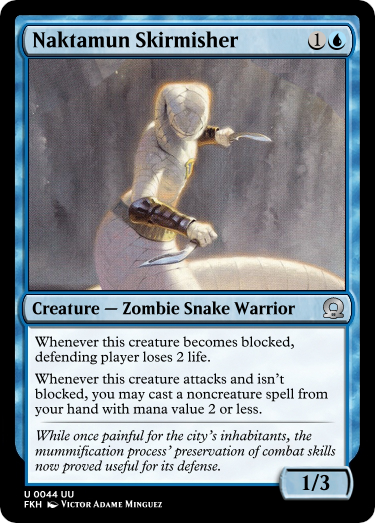 Naktamun Skirmisher 1
Creature — Zombie Snake Warrior
Whenever this creature becomes blocked,
defending player loses 2 life.
Whenever this creature attacks and isn't
blocked, you may cast a noncreature spell from
your hand with mana value 2 or less.
While once painful for the city's inhabitants, the
mummification process' preservation of combat skills
now proved useful for its defense.
1/3
U 0044 UU
FKH VICTOR ADAME MINGUEZ